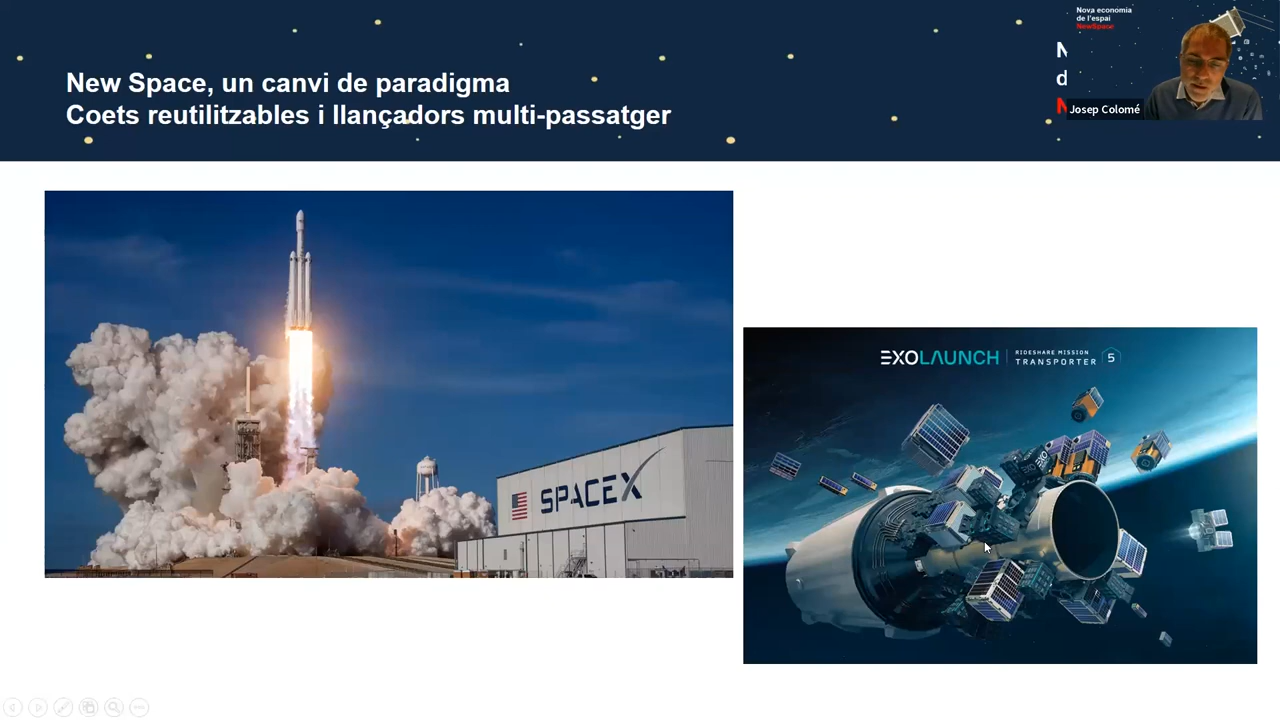 New Space, un canvi de paradigma
Coets reutilitzables i llançadors multi-passatger
Nova economia
de l'espai
NewSpace
N
d
N
Josep Colomé
SPACEX
EXOLAUNCH
RIDESHARE MISSION
TRANSPORTER 5
EXO